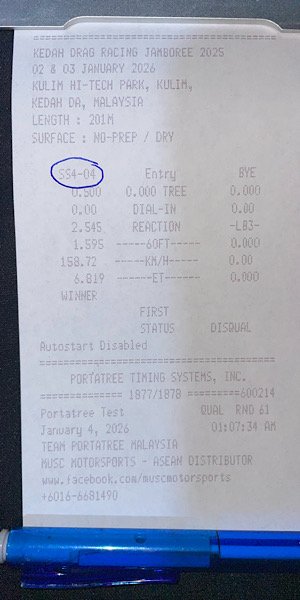 KEDAH DRAG RACING JAMBOREE 2025
02 & 03 JANUARY 2026
KULIM HI-TECH PARK, KULIM,
KEDAH DA, MALAYSIA
LENGTH : 201M
SURFACE : NO-PREP / DRY
SS4-04 Entry BYE
0.500 0.000 TREE 0.000
0.00 DIAL-IN 0.00
2.545 REACTION -LB3-
1.595 -----60FT----- 0.000
158.72 -----KM/H----- 0.00
6.819 ------ET------ 0.000
WINNER
FIRST
STATUS DISQUAL
Autostart Disabled
PORTATREE TIMING SYSTEMS, INC.
============== 1877/1878 =========600214
Portatree Test QUAL RND 61
January 4, 2026 01:07:34 AM
TEAM PORTATREE MALAYSIA
MUSC MOTORSPORTS - ASEAN DISTRIBUTOR
www.facebook.com/muscmotorsports
+6016-6681490